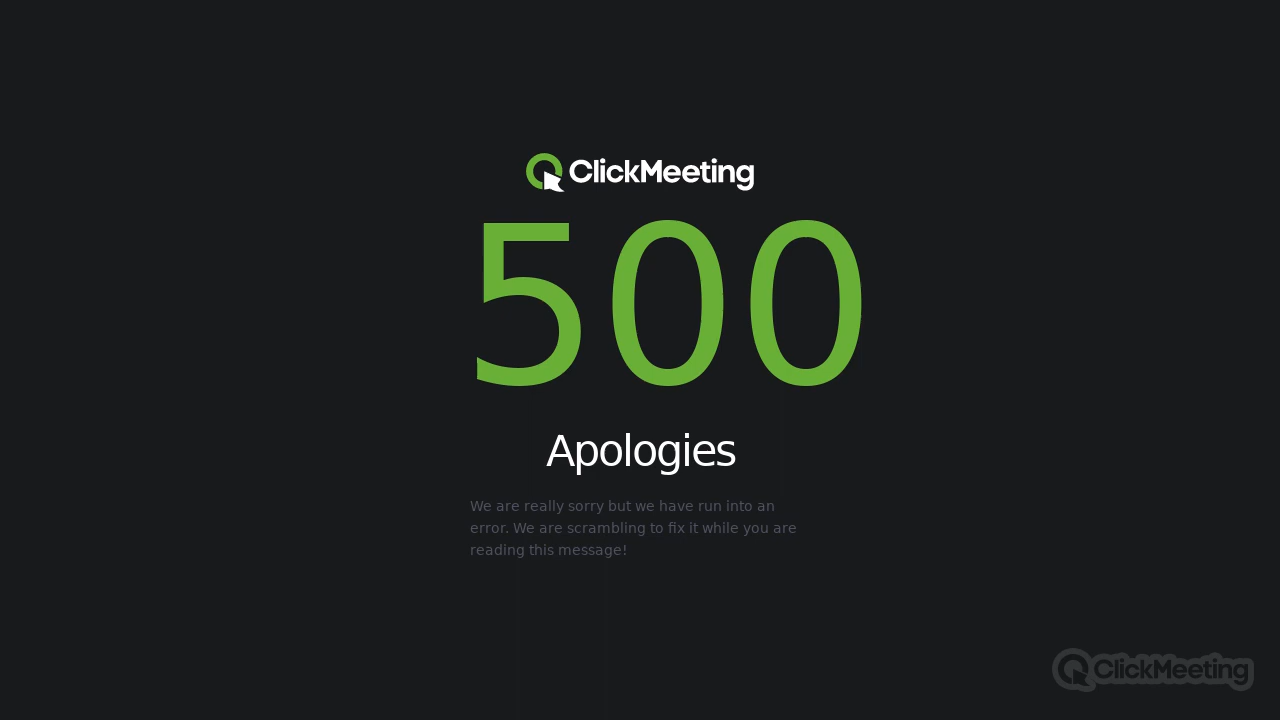 ClickMeeting
500
Apologies
We are really sorry but we have run into an
error. We are scrambling to fix it while you are
reading this message!
ClickMeeting